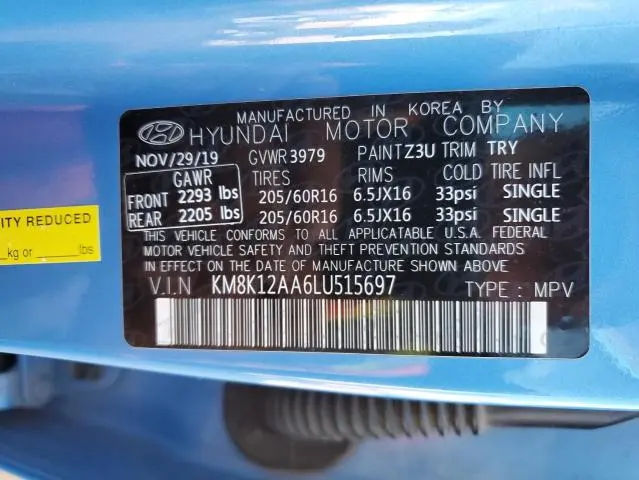 MANUFACTURED IN KOREA BY
HYUNDAI MOTOR COMPANY
NOV/29/19 GVWR 3979 PAINT Z3U TRIM TRY
GAWR TIRES RIMS COLD TIRE INFL
FRONT 2293 lbs 205/60R16 6.5JX16 33psi SINGLE
REAR 2205 lbs 205/60R16 6.5JX16 33psi SINGLE
THIS VEHICLE CONFORMS TO ALL APPLICATABLE U.S.A. FEDERAL
MOTOR VEHICLE SAFETY AND THEFT PREVENTION STANDARDS
IN EFFECT ON THE DATE OF MANUFACTURE SHOWN ABOVE
V.I.N KM8K12AA6LU515697 TYPE : MPV
ITY REDUCED
kg or ______lbs